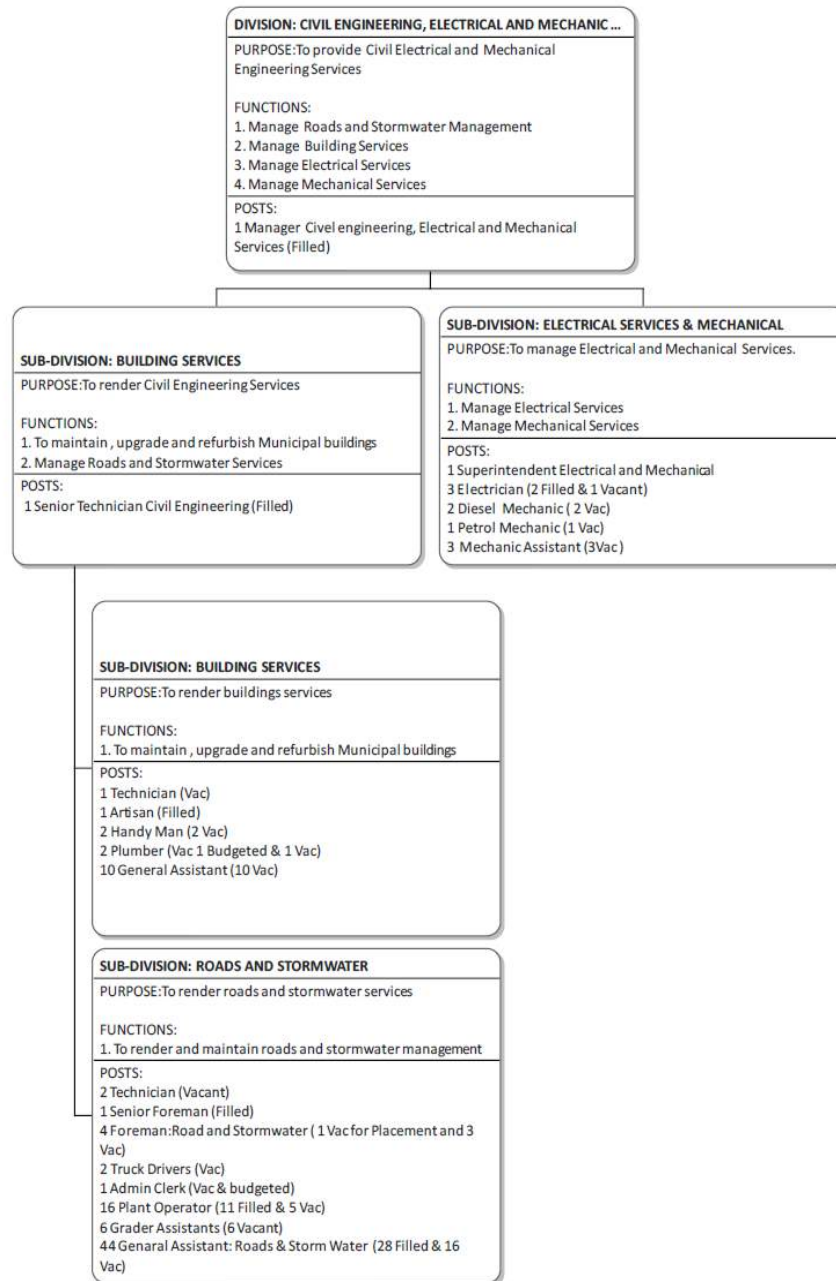 DIVISION: CIVIL ENGINEERING, ELECTRICAL AND MECHANIC ...
PURPOSE:To provide Civil Electrical and Mechanical
Engineering Services
FUNCTIONS:
1. Manage Roads and Stormwater Management
2. Manage Building Services
3. Manage Electrical Services
4. Manage Mechanical Services
POSTS:
1 Manager Civel engineering, Electrical and Mechanical
Services (Filled)
SUB-DIVISION: BUILDING SERVICES
PURPOSE:To render Civil Engineering Services
FUNCTIONS:
1. To maintain , upgrade and refurbish Municipal buildings
2. Manage Roads and Stormwater Services
POSTS:
1 Senior Technician Civil Engineering (Filled)
SUB-DIVISION: ELECTRICAL SERVICES & MECHANICAL
PURPOSE:To manage Electrical and Mechanical Services.
FUNCTIONS:
1. Manage Electrical Services
2. Manage Mechanical Services
POSTS:
1 Superintendent Electrical and Mechanical
3 Electrician (2 Filled & 1 Vacant)
2 Diesel Mechanic ( 2 Vac)
1 Petrol Mechanic (1 Vac)
3 Mechanic Assistant (3Vac )
SUB-DIVISION: BUILDING SERVICES
PURPOSE:To render buildings services
FUNCTIONS:
1. To maintain , upgrade and refurbish Municipal buildings
POSTS:
1 Technician (Vac)
1 Artisan (Filled)
2 Handy Man (2 Vac)
2 Plumber (Vac 1 Budgeted & 1 Vac)
10 General Assistant (10 Vac)
SUB-DIVISION: ROADS AND STORMWATER
PURPOSE:To render roads and stormwater services
FUNCTIONS:
1. To render and maintain roads and stormwater management
POSTS:
2 Technician (Vacant)
1 Senior Foreman (Filled)
4 Foreman:Road and Stormwater ( 1 Vac for Placement and 3
Vac)
2 Truck Drivers (Vac)
1 Admin Clerk (Vac & budgeted)
16 Plant Operator (11 Filled & 5 Vac)
6 Grader Assistants (6 Vacant)
44 Genaral Assistant: Roads & Storm Water (28 Filled & 16
Vac)